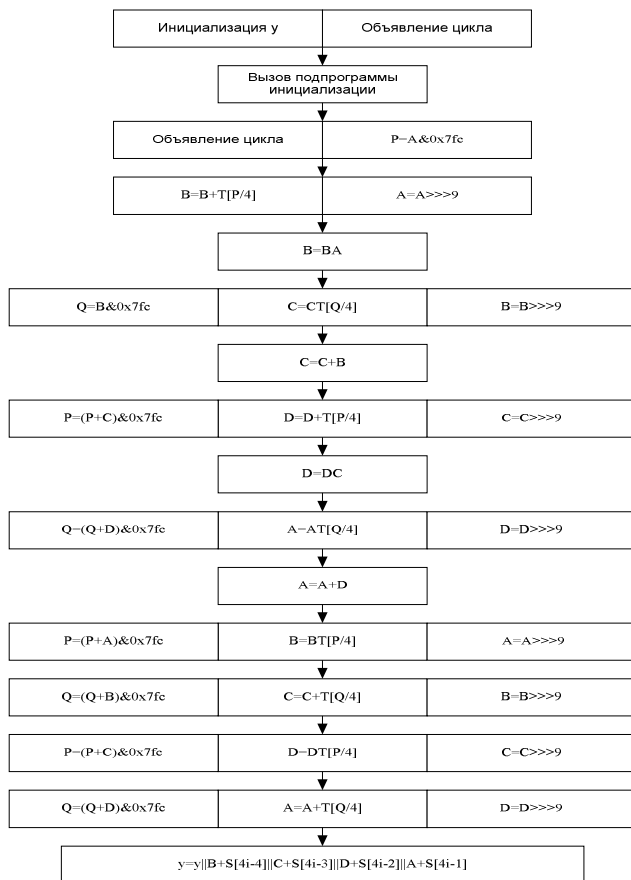 Инициализация y
Объявление цикла
Вызов подпрограммы
инициализации
Объявление цикла
P=A&0x7fc
B=B+T[P/4]
A=A>>>9
B=BA
Q=B&0x7fc
C=CT[Q/4]
B=B>>>9
C=C+B
P=(P+C)&0x7fc
D=D+T[P/4]
C=C>>>9
D=DC
Q=(Q+D)&0x7fc
A=AT[Q/4]
D=D>>>9
A=A+D
P=(P+A)&0x7fc
B=BT[P/4]
A=A>>>9
Q=(Q+B)&0x7fc
C=C+T[Q/4]
B=B>>>9
P=(P+C)&0x7fc
D=DT[P/4]
C=C>>>9
Q=(Q+D)&0x7fc
A=A+T[Q/4]
D=D>>>9
y=y||B+S[4i-4]||C+S[4i-3]||D+S[4i-2]||A+S[4i-1]